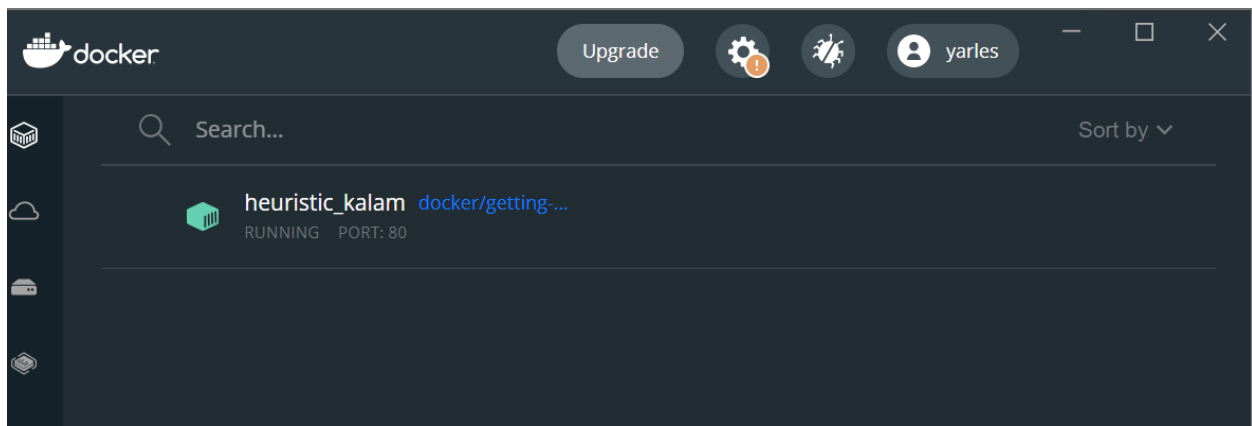 docker Upgrade yarles
Search... Sort by
heuristic_kalam docker/getting-...
RUNNING PORT: 80